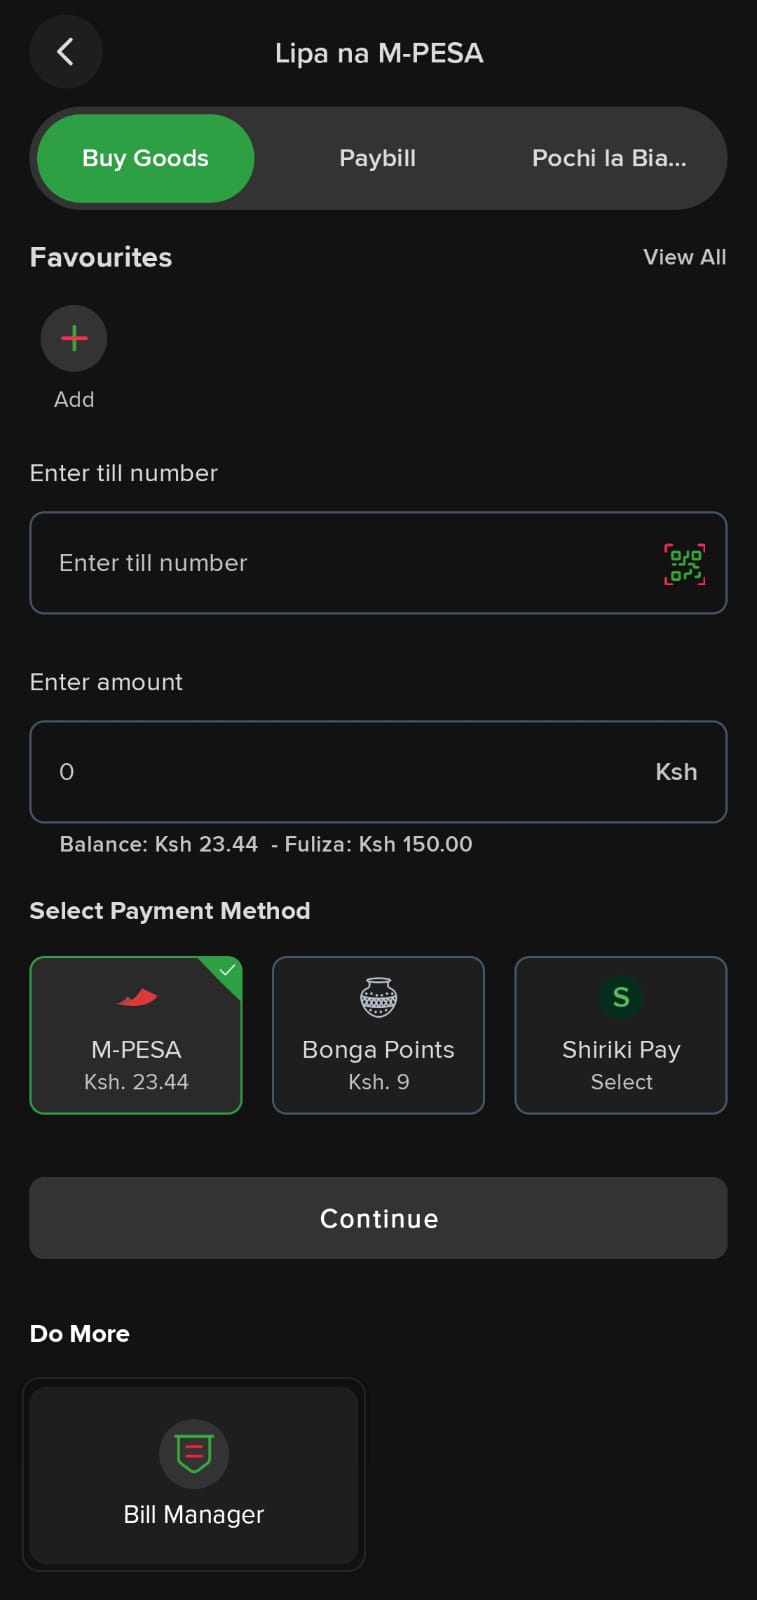 Lipa na M-PESA
Buy Goods
Paybill
Pochi la Bia...
Favourites
View All
Add
Enter till number
Enter till number
Enter amount
0
Ksh
Balance: Ksh 23.44 - Fuliza: Ksh 150.00
Select Payment Method
M-PESA
Ksh. 23.44
Bonga Points
Ksh. 9
S
Shiriki Pay
Select
Continue
Do More
Bill Manager